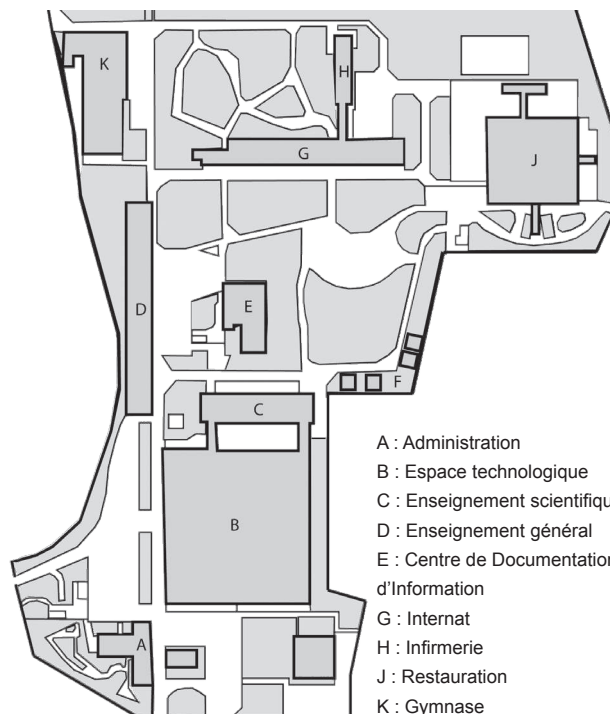 K
H
G
J
D
E
F
C
B
A
A : Administration
B : Espace technologique
C : Enseignement scientifiqu
D : Enseignement général
E : Centre de Documentation
d'Information
G : Internat
H : Infirmerie
J : Restauration
K : Gymnase